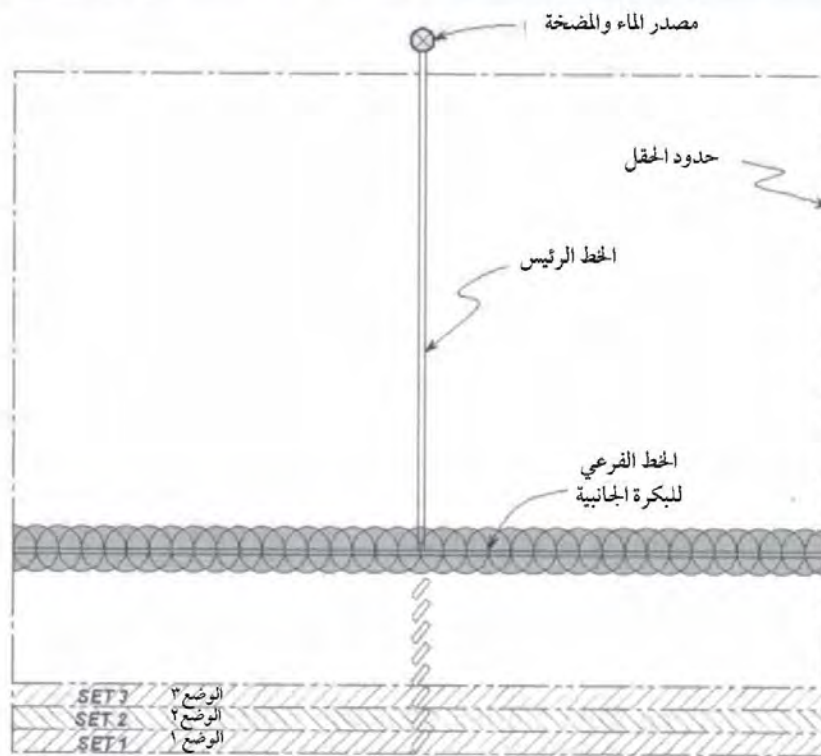 مصدر الماء والمضخة
حدود الحقل
الخط الرئيس
الخط الفرعي
للبكرة الجانبية
SET 3 الوضع ٣
SET 2 الوضع ٢
SET 1 الوضع ١